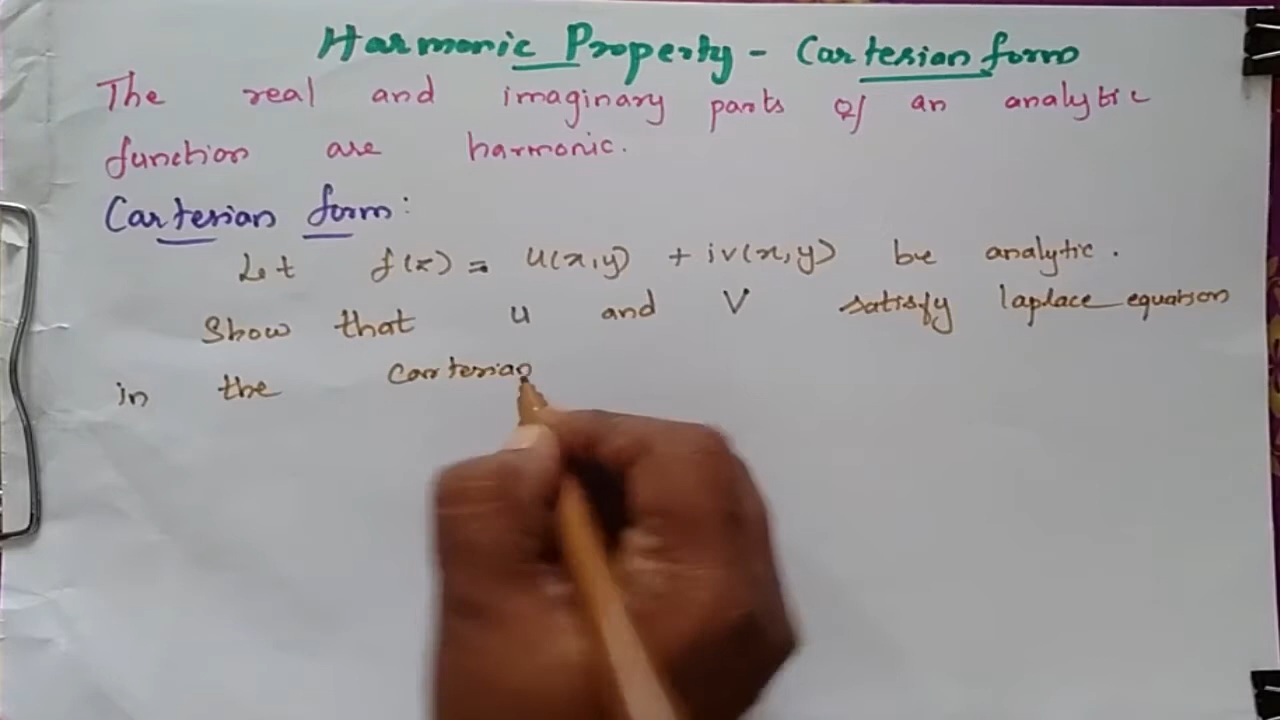 Harmonic Property - Cartesian form
The real and imaginary parts of an analytic
function are harmonic.
Cartesian form:
Let f(z) = u(x,y) + iv(x,y) be analytic.
Show that u and v satisfy laplace equation
in the Cartesian